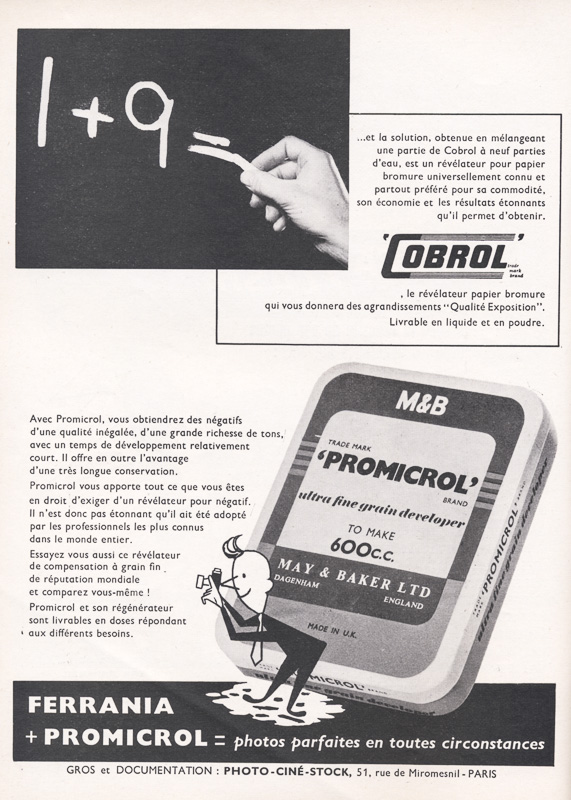 1 + 9 =
...et la solution, obtenue en mélangeant
une partie de Cobrol à neuf parties
d'eau, est un révélateur pour papier
bromure universellement connu et
partout préféré pour sa commodité,
son économie et les résultats étonnants
qu'il permet d'obtenir.
'COBROL'
trade
mark
brand
, le révélateur papier bromure
qui vous donnera des agrandissements "Qualité Exposition".
Livrable en liquide et en poudre.
Avec Promicrol, vous obtiendrez des négatifs
d'une qualité inégalée, d'une grande richesse de tons,
avec un temps de développement relativement
court. Il offre en outre l'avantage
d'une très longue conservation.
Promicrol vous apporte tout ce que vous êtes
en droit d'exiger d'un révélateur pour négatif.
Il n'est donc pas étonnant qu'il ait été adopté
par les professionnels les plus connus
dans le monde entier.
Essayez vous aussi ce révélateur
de compensation à grain fin
de réputation mondiale
et comparez vous-même !
Promicrol et son régénérateur
sont livrables en doses répondant
aux différents besoins.
M&B
TRADE MARK
'PROMICROL'
BRAND
ultra fine grain developer
TO MAKE
600c.c.
MAY & BAKER LTD
DAGENHAM
ENGLAND
MADE IN U.K.
'PROMICROL'
ultra fine grain developer
'PROMICROL'
fine grain developer
FERRANIA
+ PROMICROL = photos parfaites en toutes circonstances
GROS et DOCUMENTATION : PHOTO-CINÉ-STOCK, 51, rue de Miromesnil - PARIS